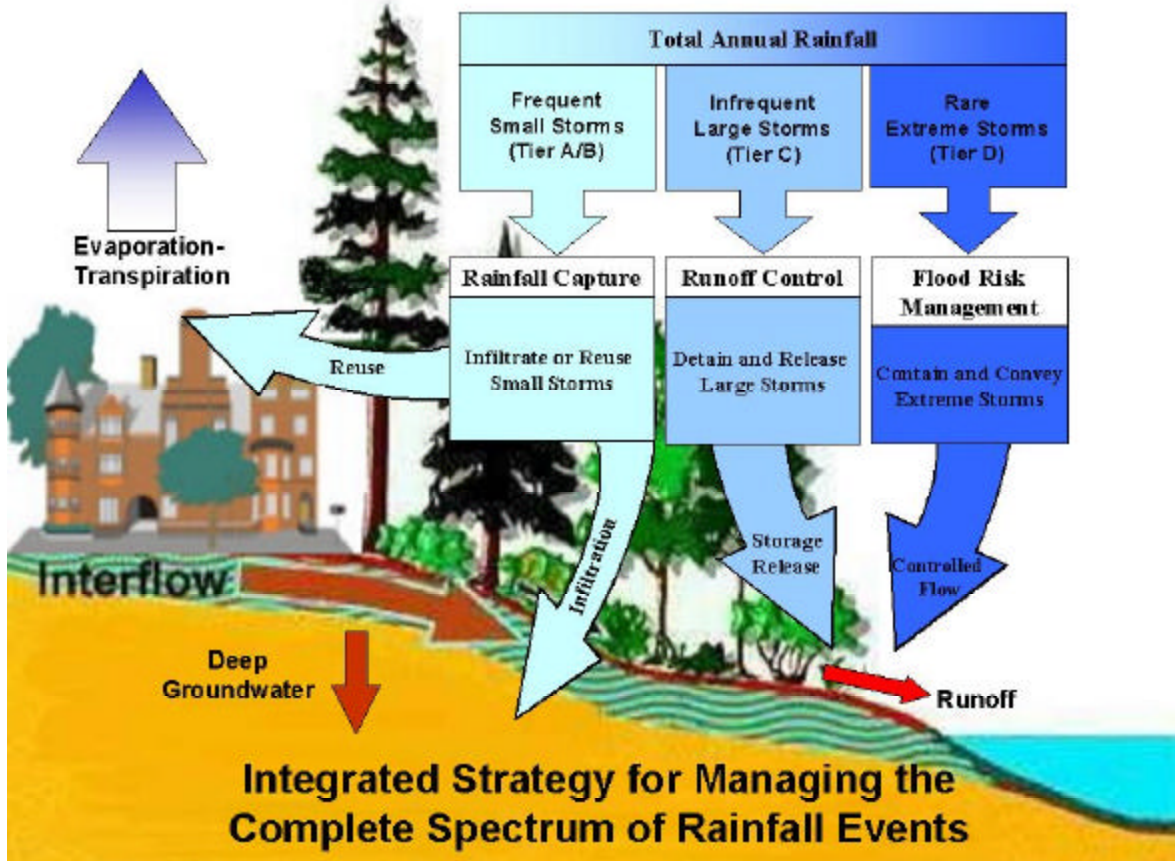 Total Annual Rainfall
Frequent
Small Storms
(Tier A/B)
Infrequent
Large Storms
(Tier C)
Rare
Extreme Storms
(Tier D)
Evaporation-
Transpiration
Rainfall Capture
Infiltrate or Reuse
Small Storms
Runoff Control
Detain and Release
Large Storms
Flood Risk
Management
Contain and Convey
Extreme Storms
Reuse
Infiltration
Storage
Release
Controlled
Flow
Interflow
Deep
Groundwater
Runoff
Integrated Strategy for Managing the
Complete Spectrum of Rainfall Events